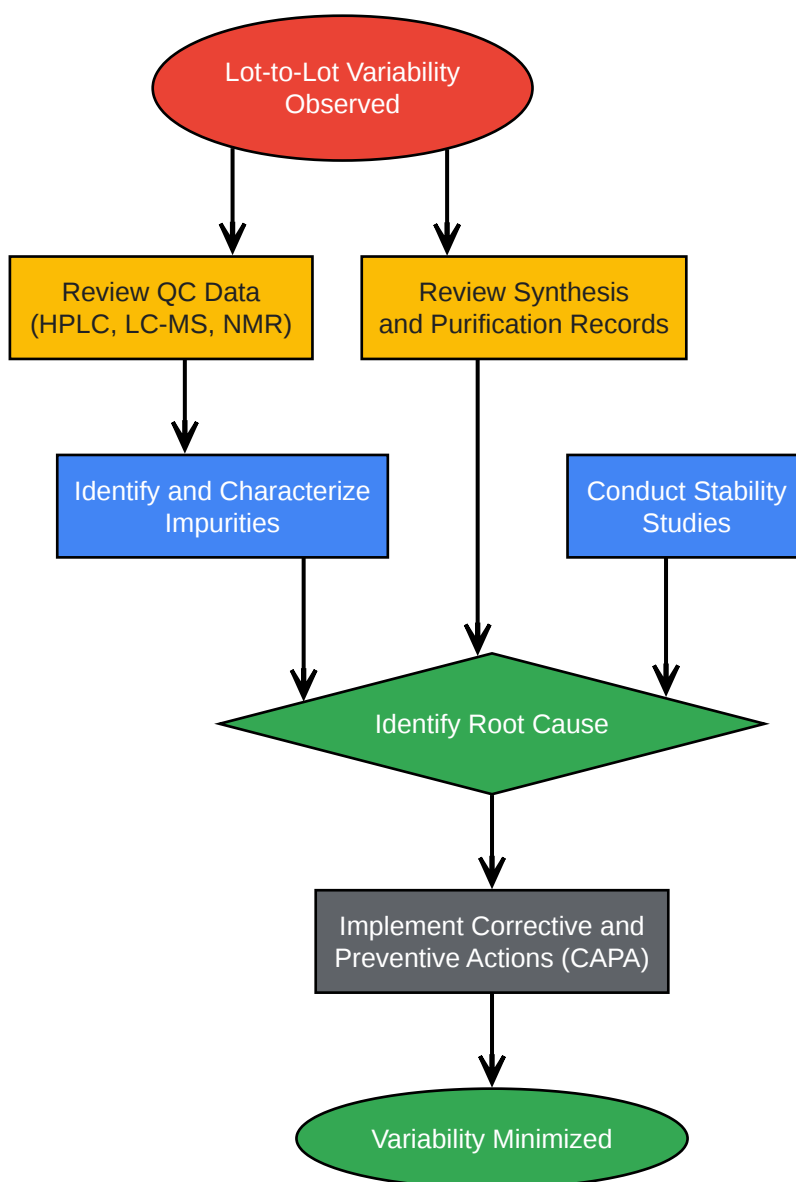 Lot-to-Lot Variability
Observed
Review QC Data
(HPLC, LC-MS, NMR)
Review Synthesis
and Purification Records
Identify and Characterize
Impurities
Conduct Stability
Studies
Identify Root Cause
Implement Corrective and
Preventive Actions (CAPA)
Variability Minimized